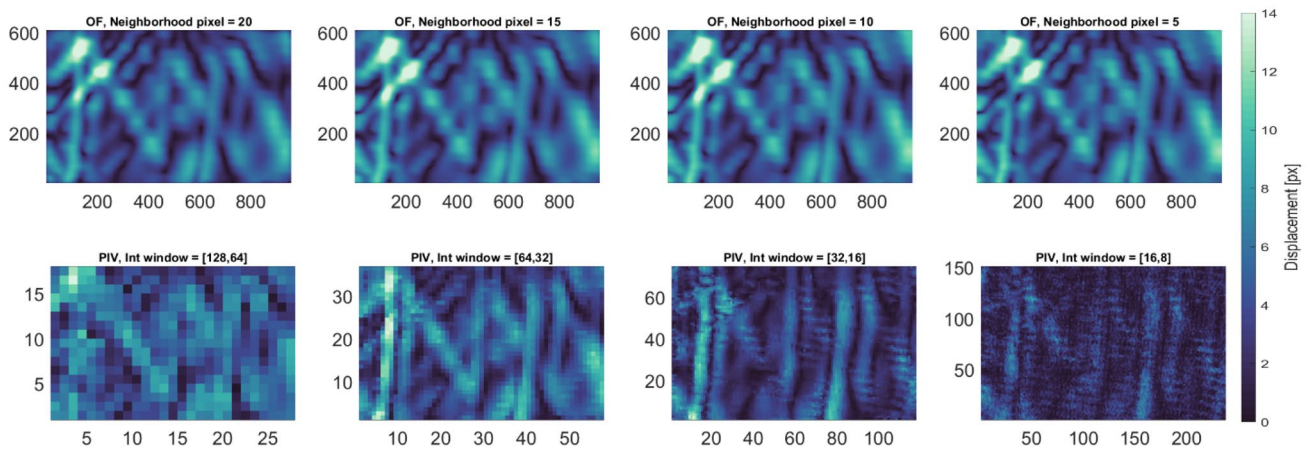 OF, Neighborhood pixel = 20
OF, Neighborhood pixel = 15
OF, Neighborhood pixel = 10
OF, Neighborhood pixel = 5
600
400
200
200 400 600 800
600
400
200
200 400 600 800
600
400
200
200 400 600 800
600
400
200
200 400 600 800
PIV, Int window = [128,64]
PIV, Int window = [64,32]
PIV, Int window = [32,16]
PIV, Int window = [16,8]
15
10
5
5 10 15 20 25
30
20
10
10 20 30 40 50
60
40
20
20 40 60 80 100
150
100
50
50 100 150 200
14
12
10
8
6
4
2
0
Displacement [px]